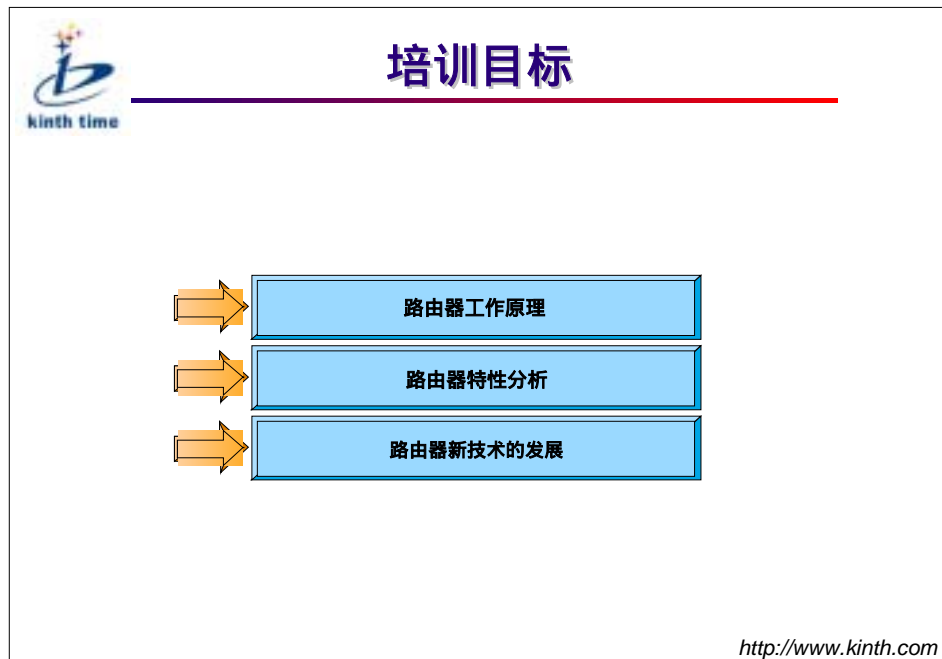 培训目标
kinth time
路由器工作原理
路由器特性分析
路由器新技术的发展
http://www.kinth.com